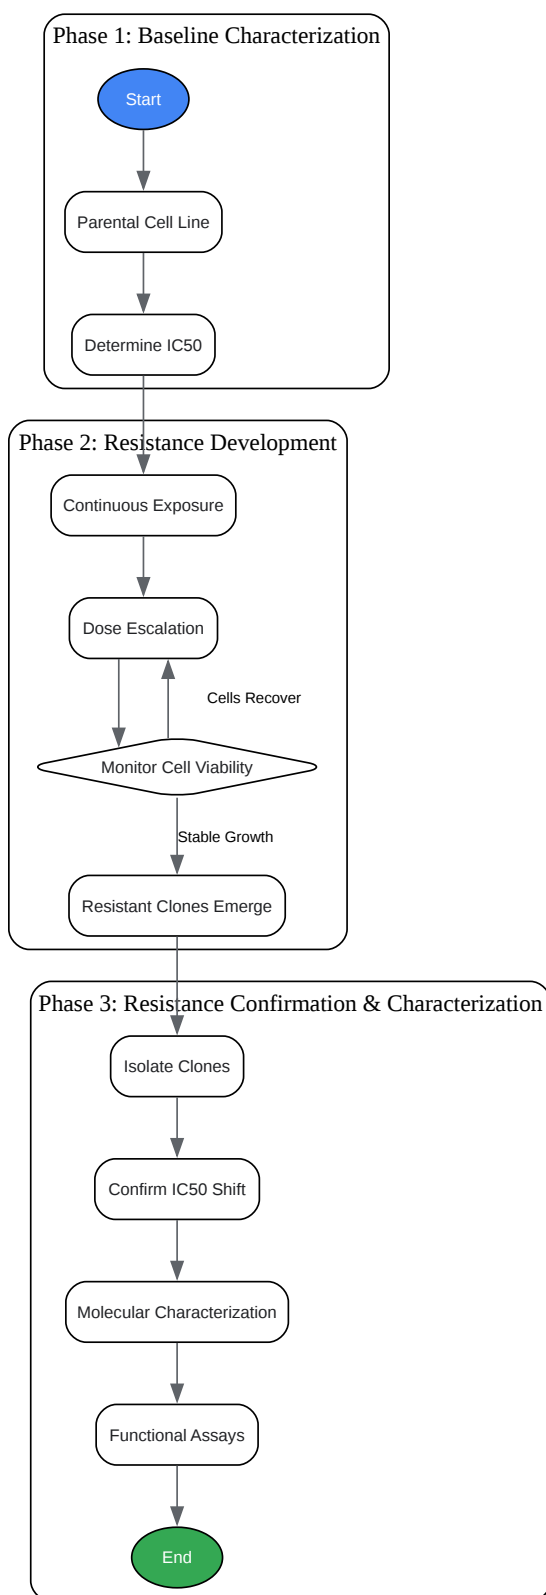 Phase 1: Baseline Characterization
Start
Parental Cell Line
Determine IC50
Phase 2: Resistance Development
Continuous Exposure
Dose Escalation
Cells Recover
Monitor Cell Viability
Stable Growth
Resistant Clones Emerge
Phase 3: Resistance Confirmation & Characterization
Isolate Clones
Confirm IC50 Shift
Molecular Characterization
Functional Assays
End